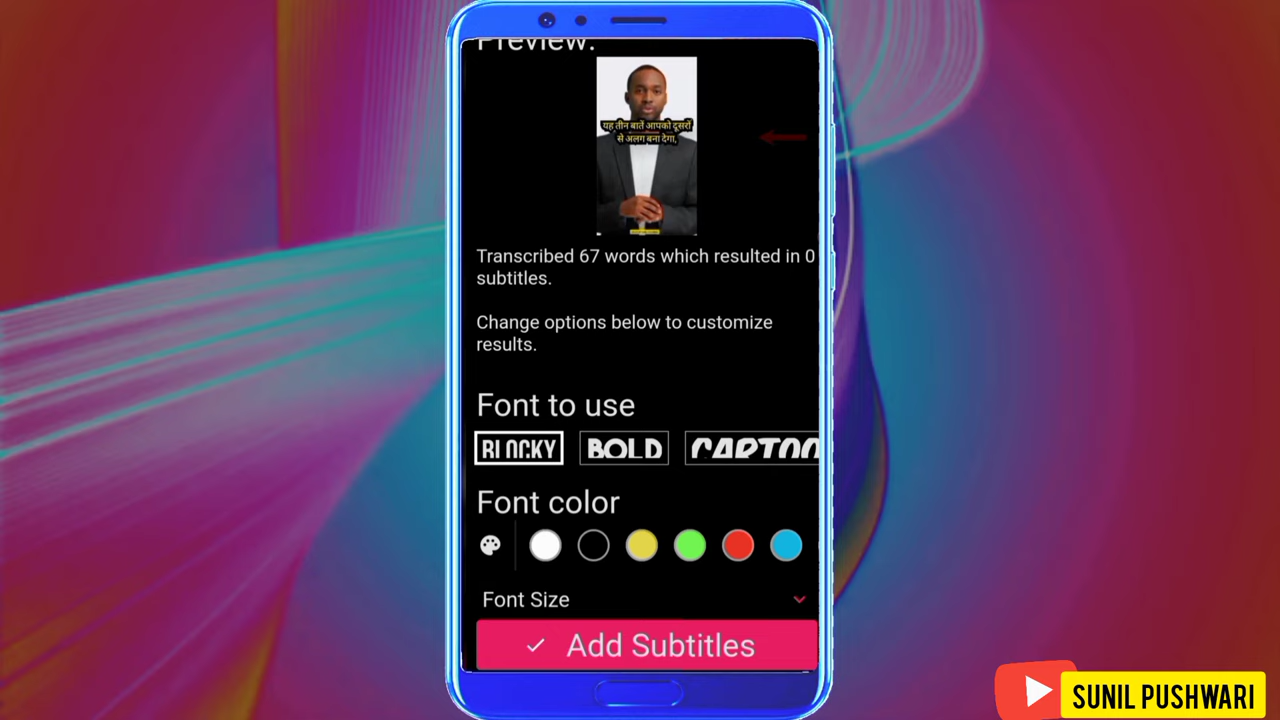 Preview:
यह तीन बातें आपको दूसरों
से अलग बना देगा,
Transcribed 67 words which resulted in 0
subtitles.
Change options below to customize
results.
Font to use
BLOCKY
BOLD
CARTOO
Font color
Font Size
Add Subtitles
SUNIL PUSHWARI